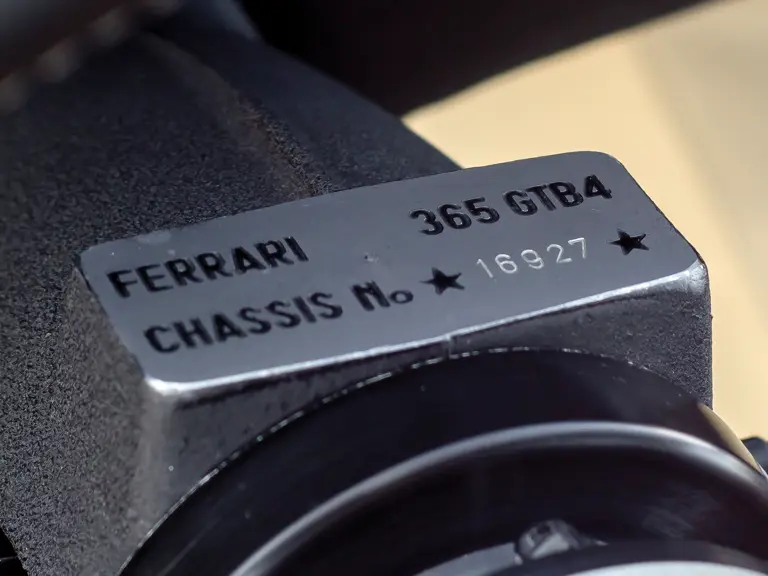 FERRARI 365 GTB4
CHASSIS No ★ 16927 ★